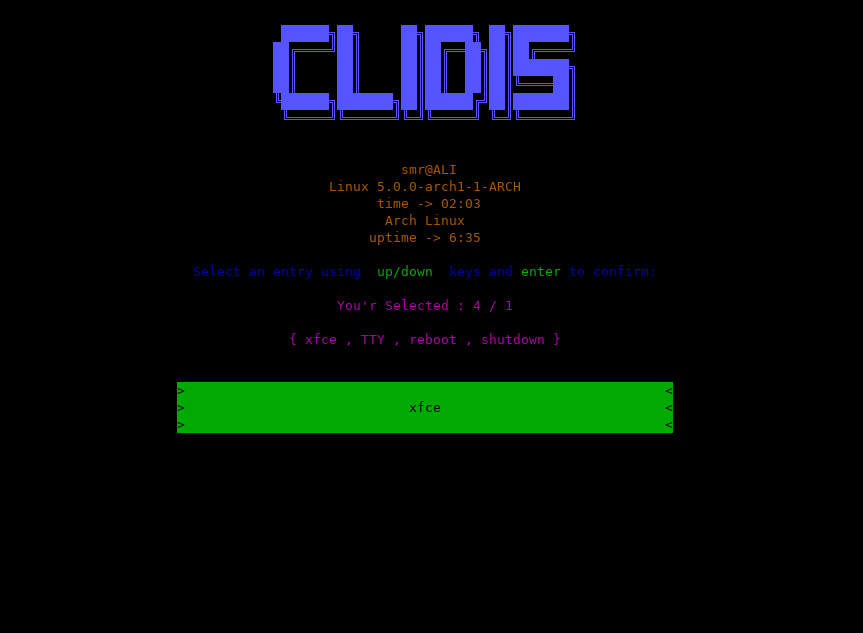 CLIDIS
smr@ALI
Linux 5.0.0-arch1-1-ARCH
time -> 02:03
Arch Linux
uptime -> 6:35
Select an entry using up/down keys and enter to confirm:
You'r Selected : 4 / 1
{ xfce , TTY , reboot , shutdown }
> <
> xfce <
> <